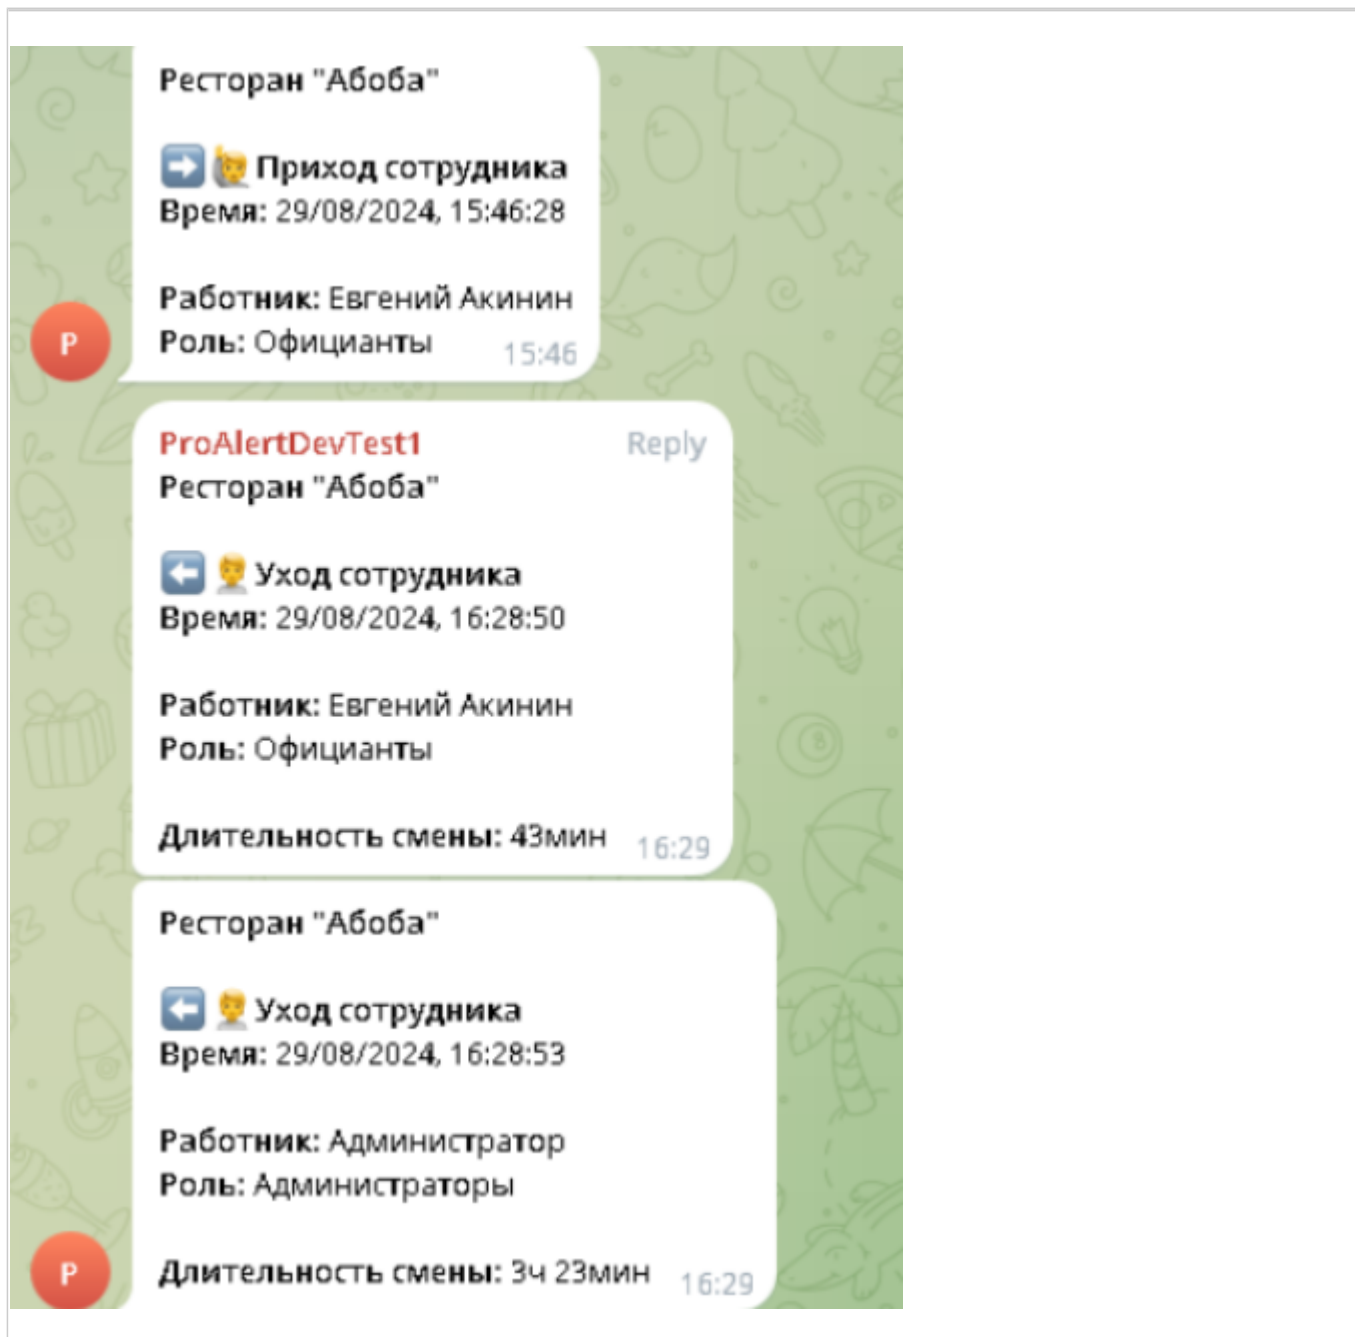 Ресторан "Абоба"
➡️🙋‍♂️ Приход сотрудника
Время: 29/08/2024, 15:46:28
Работник: Евгений Акинин
Роль: Официанты
15:46
P
ProAlertDevTest1 Reply
Ресторан "Абоба"
⬅️💆‍♂️ Уход сотрудника
Время: 29/08/2024, 16:28:50
Работник: Евгений Акинин
Роль: Официанты
Длительность смены: 43мин
16:29
Ресторан "Абоба"
⬅️💆‍♂️ Уход сотрудника
Время: 29/08/2024, 16:28:53
Работник: Администратор
Роль: Администраторы
Длительность смены: 3ч 23мин
16:29
P